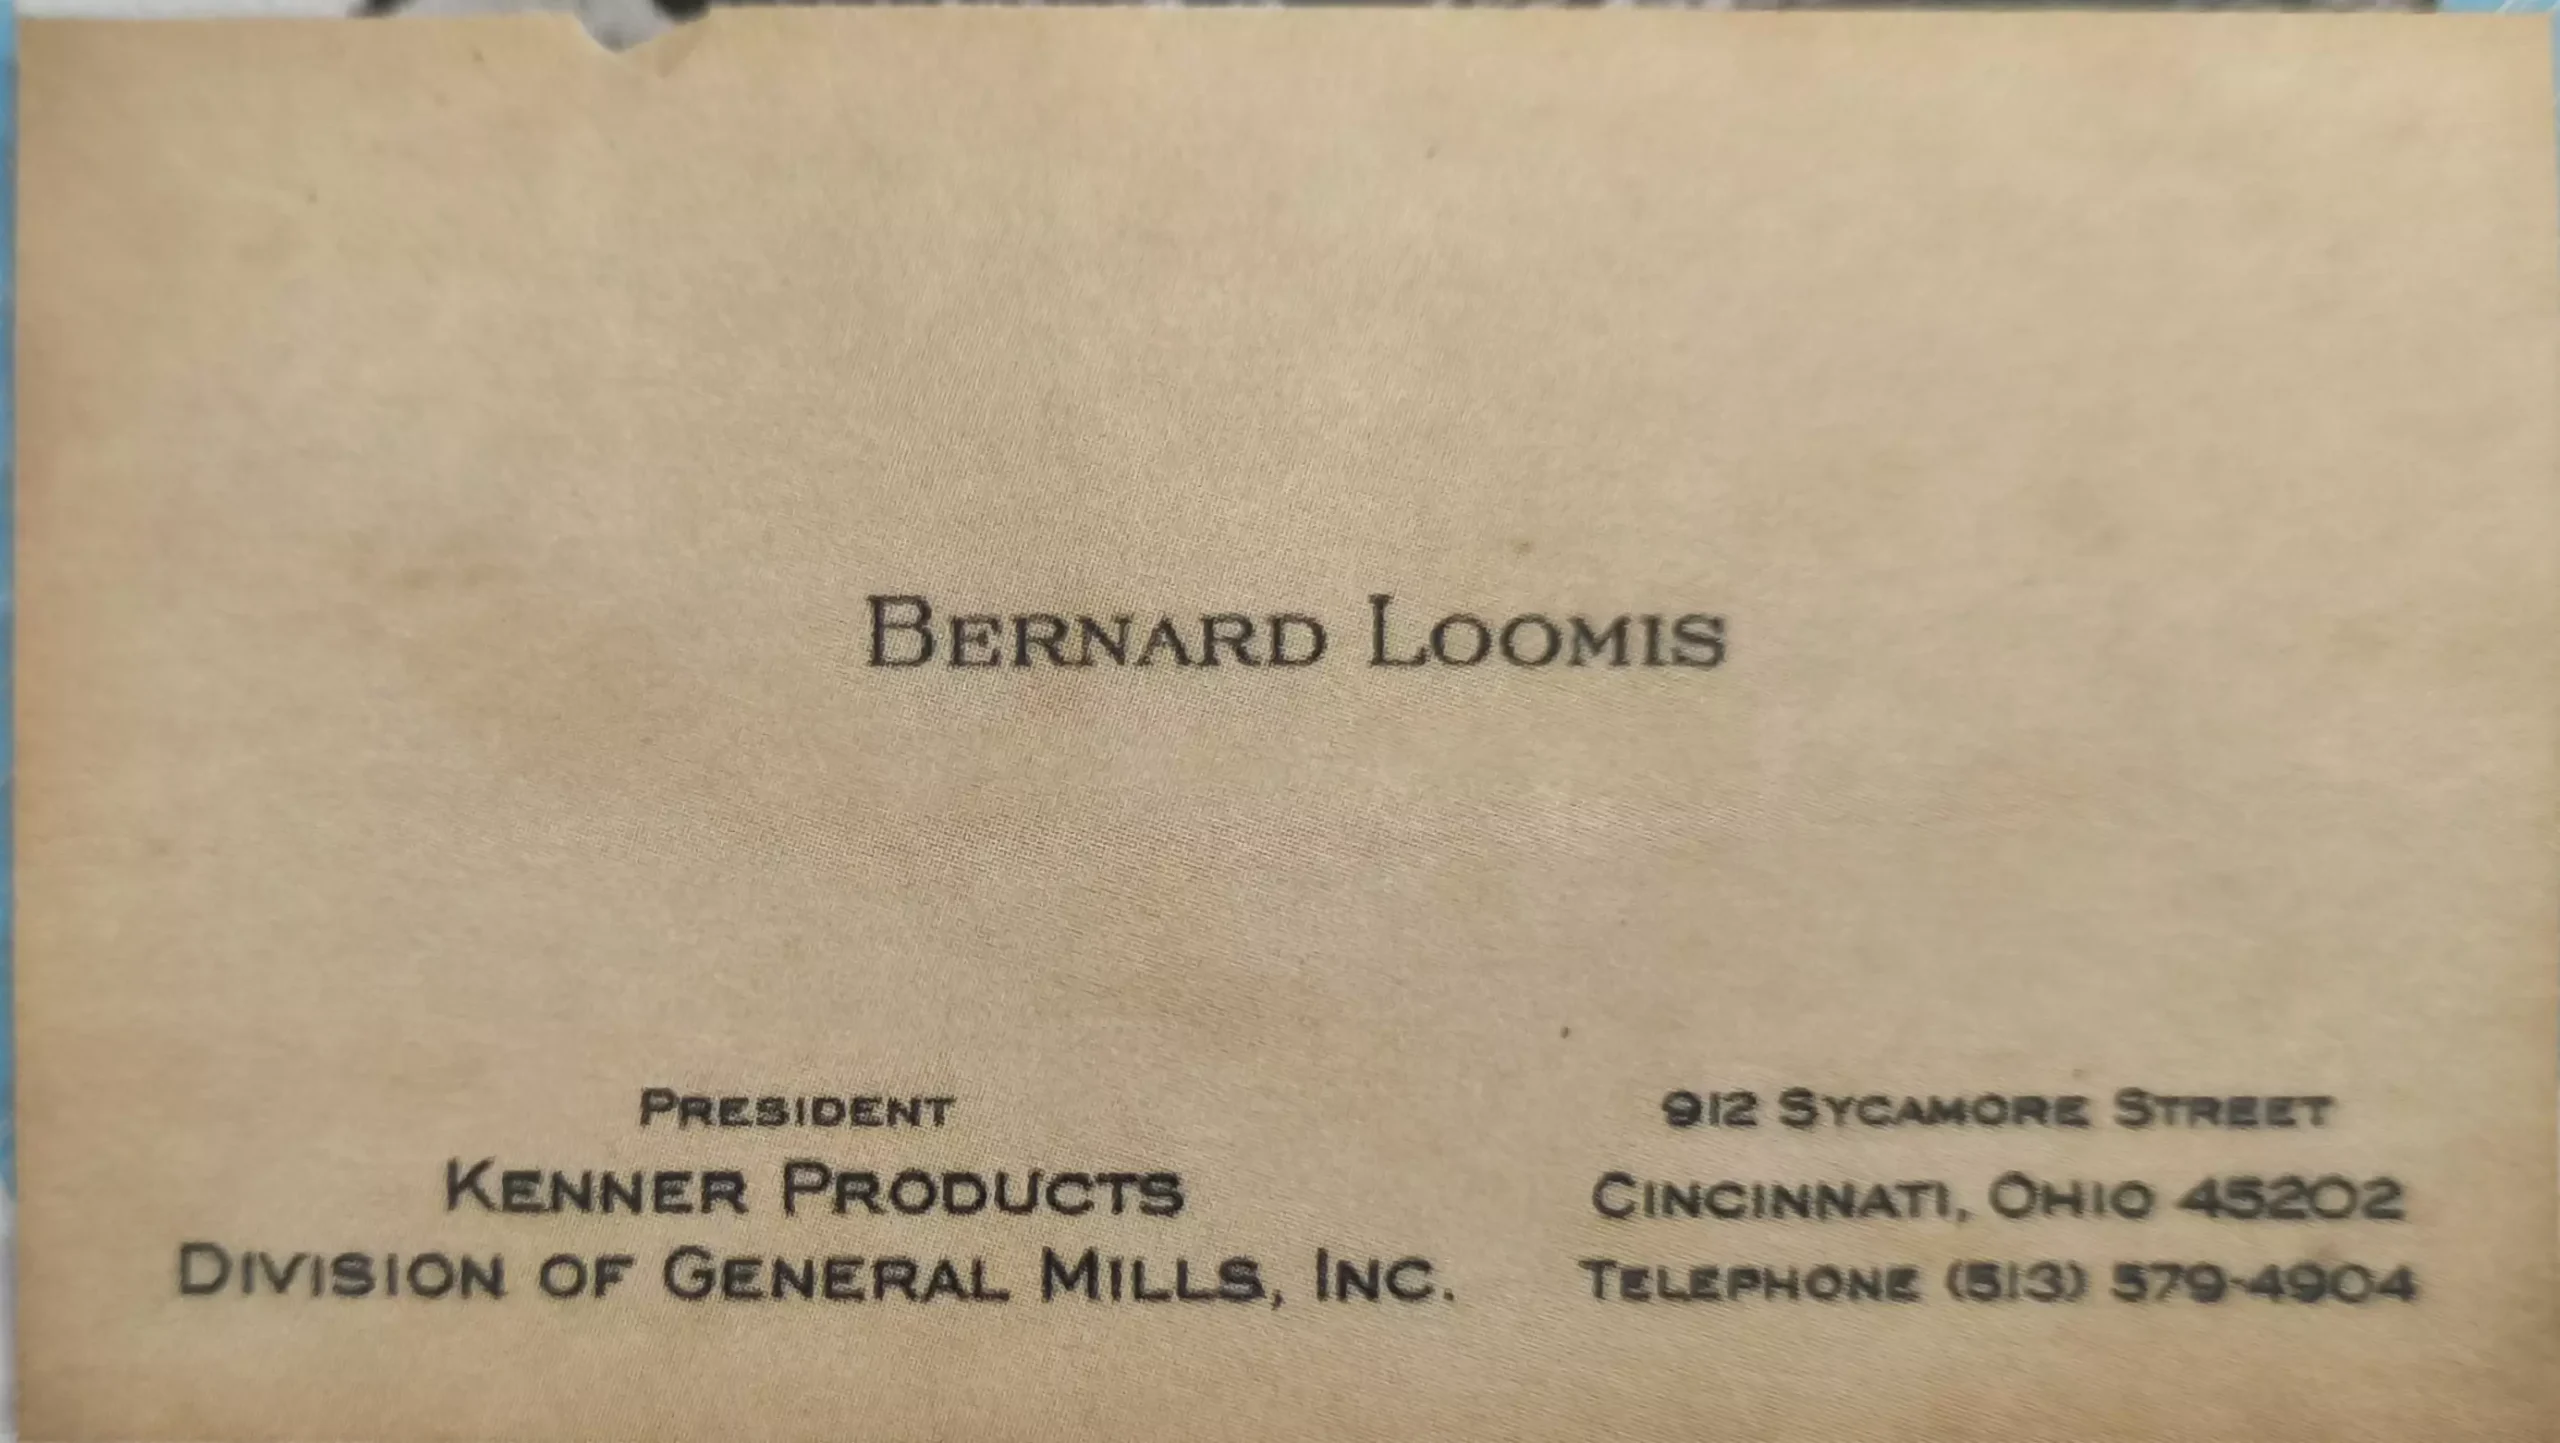 Bernard Loomis
President
Kenner Products
Division of General Mills, Inc.
912 Sycamore Street
Cincinnati, Ohio 45202
Telephone (513) 579-4904